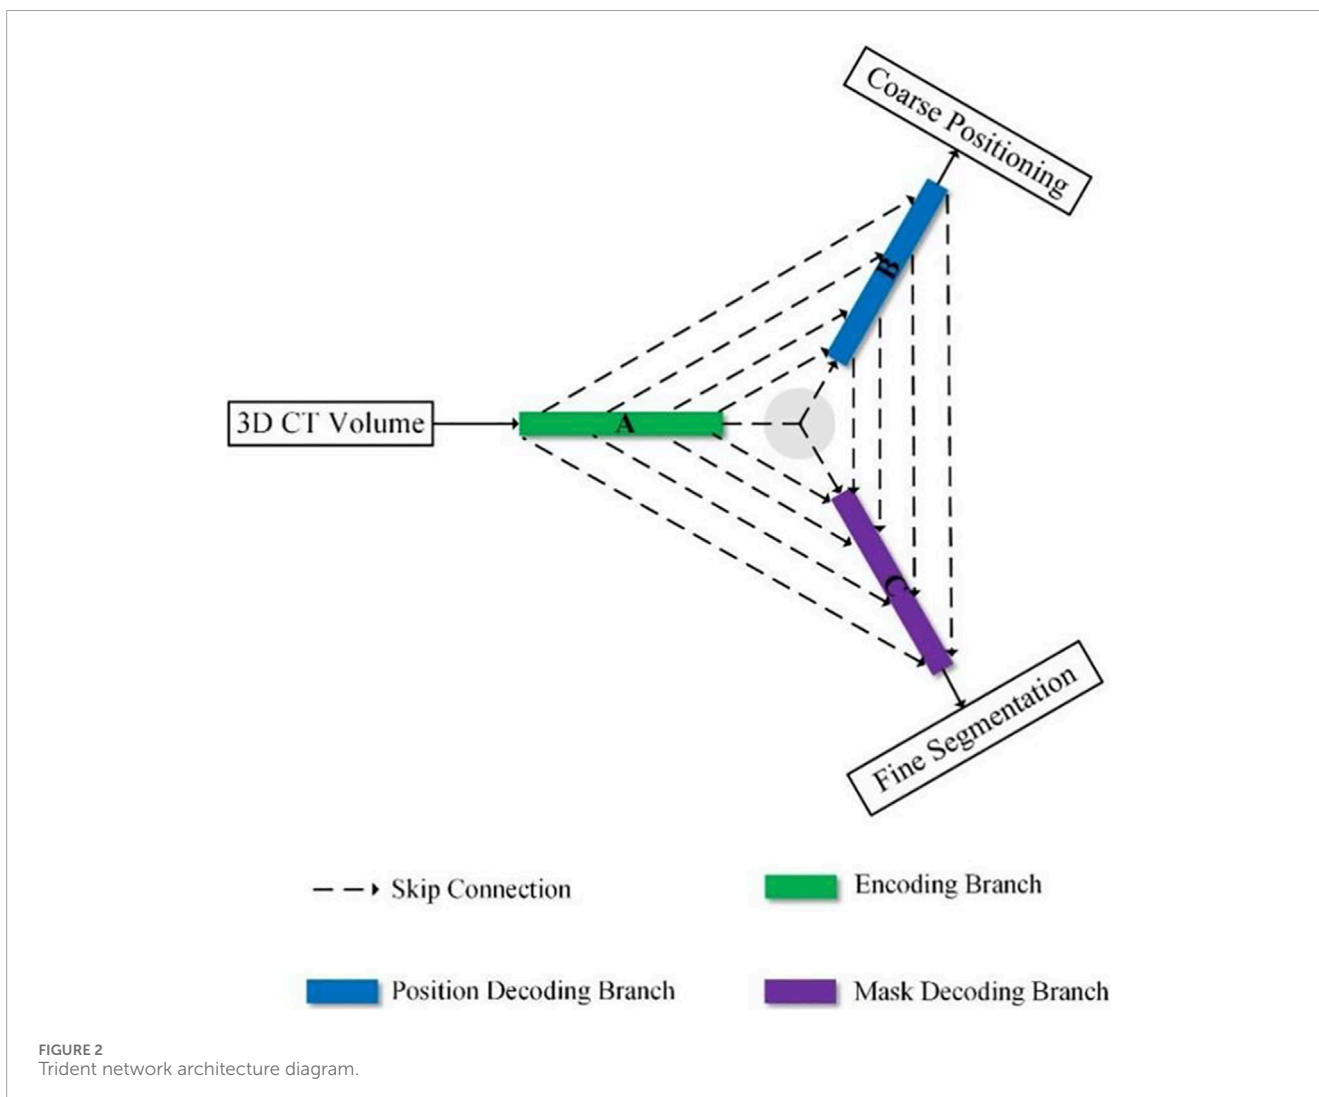 Coarse Positioning
B
3D CT Volume
A
C
Fine Segmentation
Skip Connection
Encoding Branch
Position Decoding Branch
Mask Decoding Branch
FIGURE 2
Trident network architecture diagram.